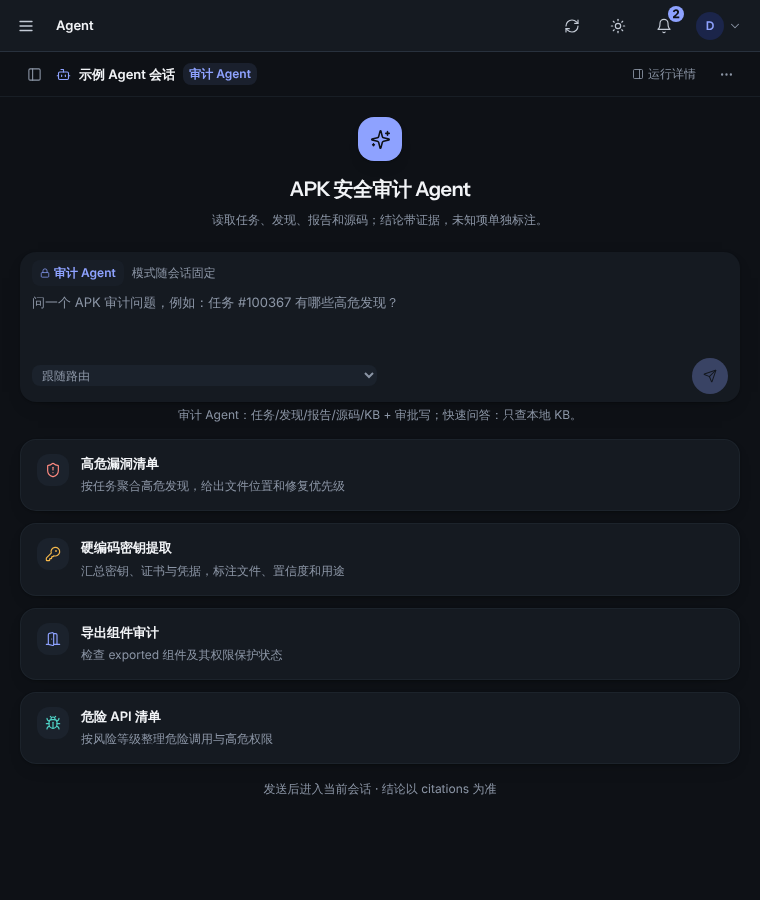 Agent
2
D
示例 Agent 会话
审计 Agent
运行详情
APK 安全审计 Agent
读取任务、发现、报告和源码；结论带证据，未知项单独标注。
审计 Agent
模式随会话固定
问一个 APK 审计问题，例如：任务 #100367 有哪些高危发现？
跟随路由
审计 Agent：任务/发现/报告/源码/KB + 审批写；快速问答：只查本地 KB。
高危漏洞清单
按任务聚合高危发现，给出文件位置和修复优先级
硬编码密钥提取
汇总密钥、证书与凭据，标注文件、置信度和用途
导出组件审计
检查 exported 组件及其权限保护状态
危险 API 清单
按风险等级整理危险调用与高危权限
发送后进入当前会话 · 结论以 citations 为准